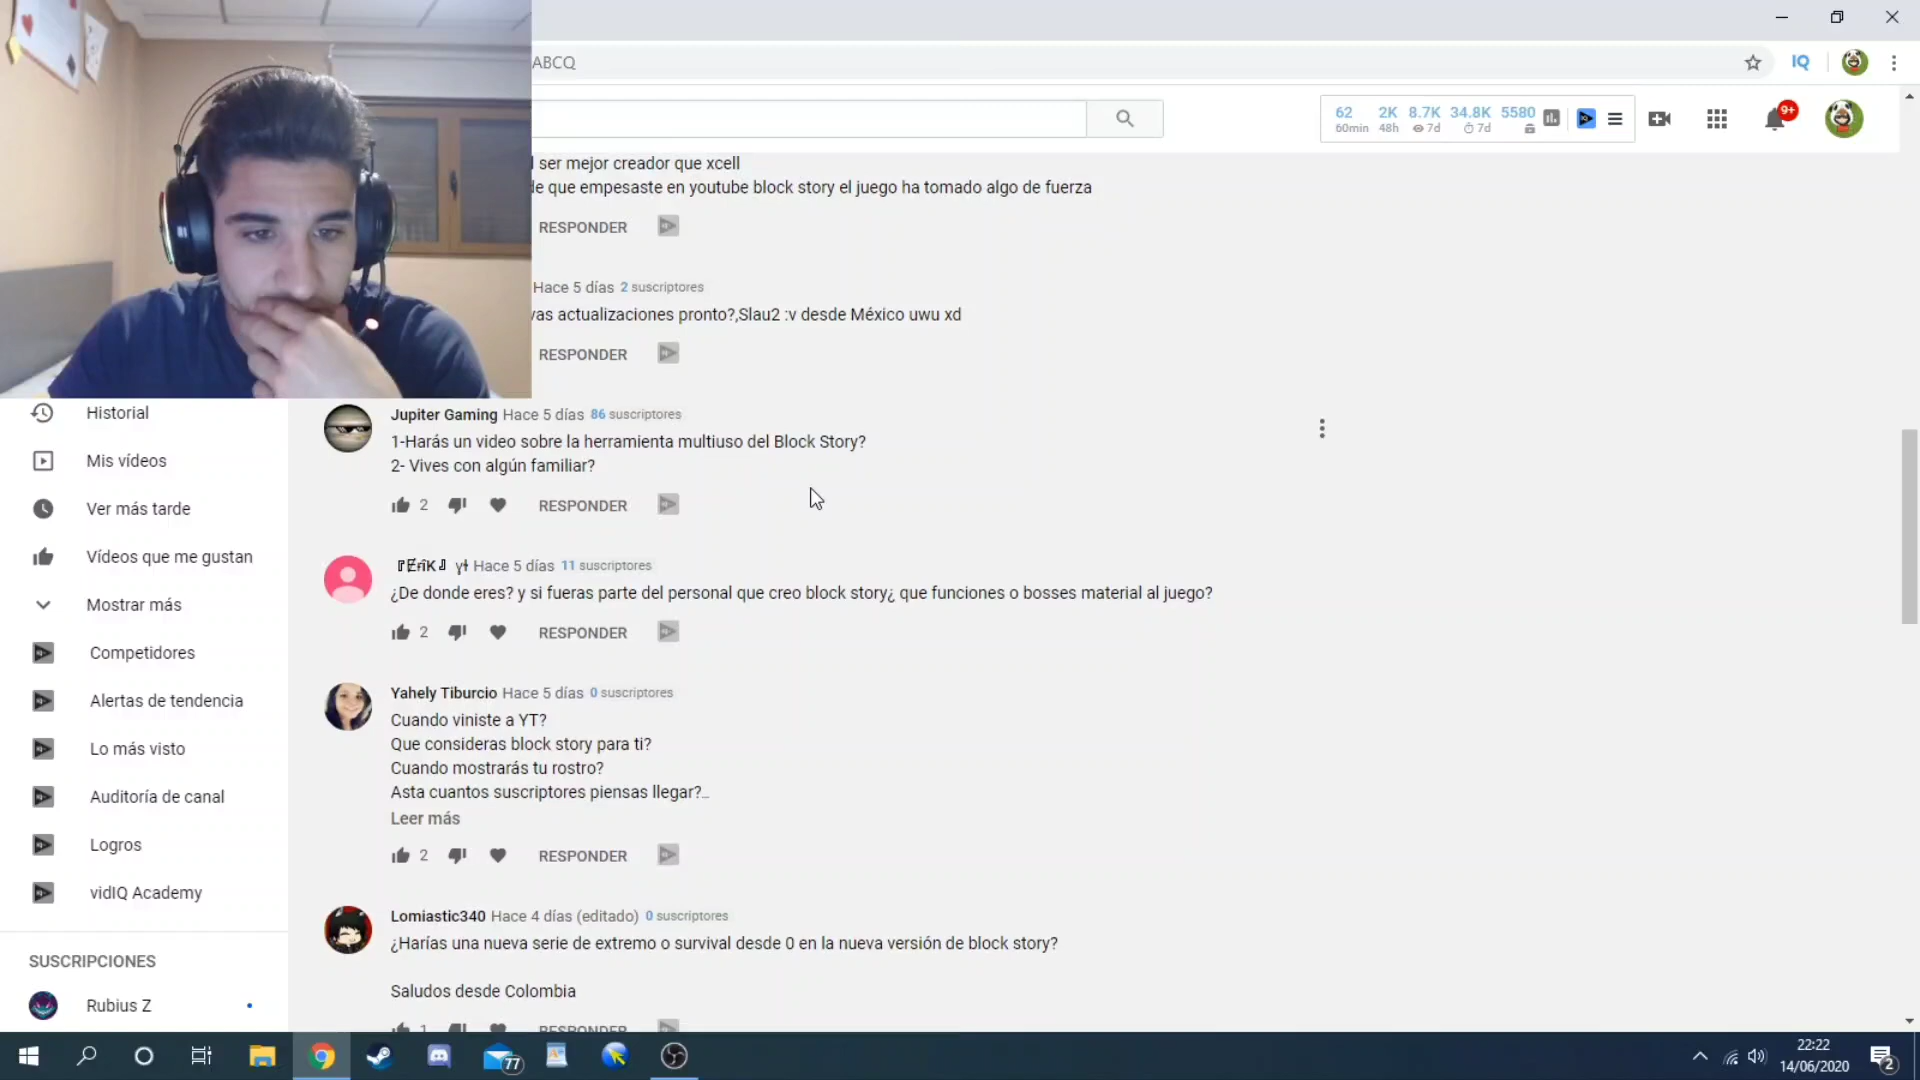 ABCQ
IQ
62 2K 8.7K 34.8K 5580
60min 48h 7d 7d
9+
ser mejor creador que xcell
de que empesaste en youtube block story el juego ha tomado algo de fuerza
RESPONDER
Hace 5 días 2 suscriptores
vas actualizaciones pronto?,Slau2 :v desde México uwu xd
RESPONDER
Historial
Mis vídeos
Ver más tarde
Vídeos que me gustan
Mostrar más
Competidores
Alertas de tendencia
Lo más visto
Auditoría de canal
Logros
vidIQ Academy
SUSCRIPCIONES
Rubius Z
Jupiter Gaming Hace 5 días 86 suscriptores
1-Harás un video sobre la herramienta multiuso del Block Story?
2- Vives con algún familiar?
2 RESPONDER
Hace 5 días 11 suscriptores
¿De donde eres? y si fueras parte del personal que creo block story¿ que funciones o bosses material al juego?
2 RESPONDER
Yahely Tiburcio Hace 5 días 0 suscriptores
Cuando viniste a YT?
Que consideras block story para ti?
Cuando mostrarás tu rostro?
Asta cuantos suscriptores piensas llegar?...
Leer más
2 RESPONDER
Lomiastic340 Hace 4 días (editado) 0 suscriptores
¿Harías una nueva serie de extremo o survival desde 0 en la nueva versión de block story?
Saludos desde Colombia
1 RESPONDER
77
22:22
14/06/2020
2